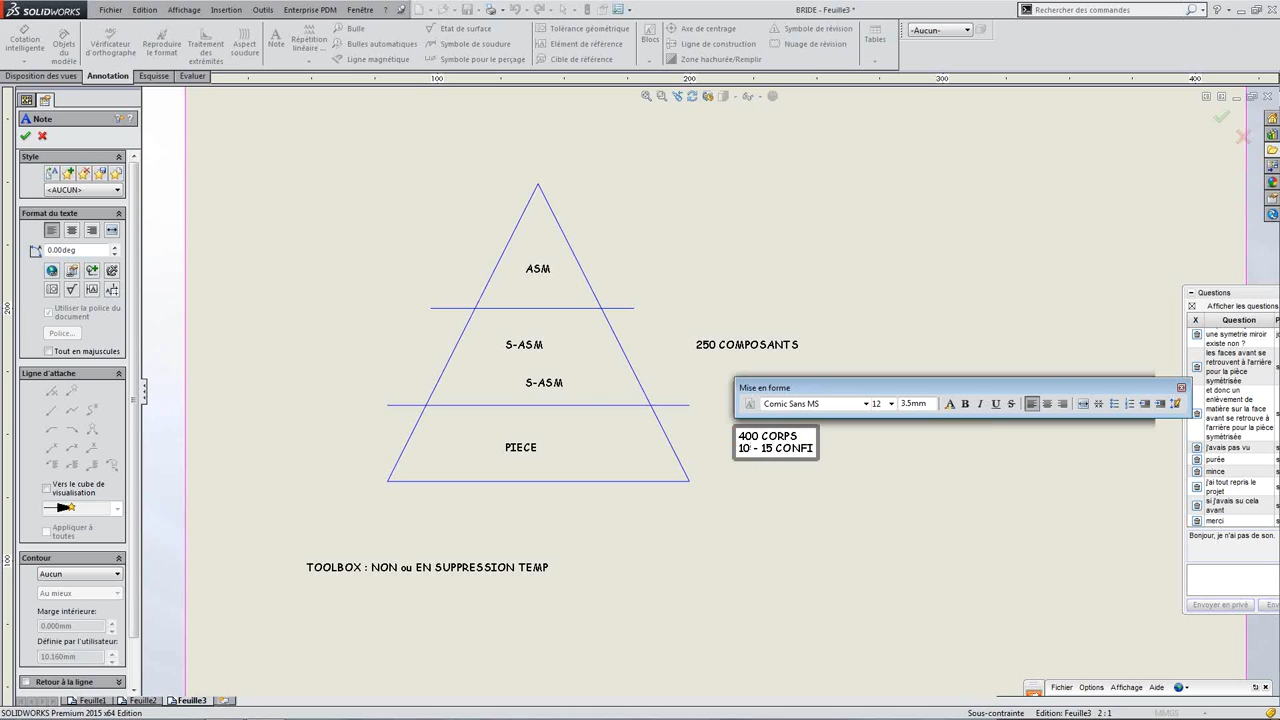 SOLIDWORKS
Fichier Edition Affichage Insertion Outils Enterprise PDM Fenêtre
BRIDE - Feuille3 *
Rechercher des commandes
Cotation intelligente
Objets du modèle
Vérificateur d'orthographe
Reproduire le format
Traitement des extrémités
Aspect soudure
Note
Répétition linéaire ...
Bulle
Bulles automatiques
Ligne magnétique
Etat de surface
Symbole de soudure
Symbole pour le perçage
Tolérance géométrique
Elément de référence
Cible de référence
Blocs
Axe de centrage
Ligne de construction
Zone hachurée/Remplir
Symbole de révision
Nuage de révision
Tables
-Aucun-
Disposition des vues Annotation Esquisse Evaluer
100 200 300 400
Note
Style
<AUCUN>
Format du texte
0.00deg
Utiliser la police du document
Police...
Tout en majuscules
Ligne d'attache
Vers le cube de visualisation
Appliquer à toutes
Contour
Aucun
Au mieux
Marge intérieure:
0.000mm
Définie par l'utilisateur:
10.160mm
Retour à la ligne
ASM
S-ASM
250 COMPOSANTS
S-ASM
Mise en forme
Comic Sans MS 12 3.5mm
400 CORPS
10 - 15 CONFI
PIECE
TOOLBOX : NON ou EN SUPPRESSION TEMP
Questions
Afficher les questions
X Question
une symetrie miroir existe non ?
les faces avant se retrouvent à l'arrière pour la pièce symétrisée
et donc un enlèvement de matière sur la face avant se retrouve à l'arrière pour la pièce symétrisée
j'avais pas vu
purée
mince
j'ai tout repris le projet
si j'avais su cela avant
merci
Bonjour, je n'ai pas de son.
Envoyer en privé
Fichier Options Affichage Aide
Feuille1 Feuille2 Feuille3
SOLIDWORKS Premium 2015 x64 Edition
Sous-contrainte Edition: Feuille3 2 : 1 MMGS